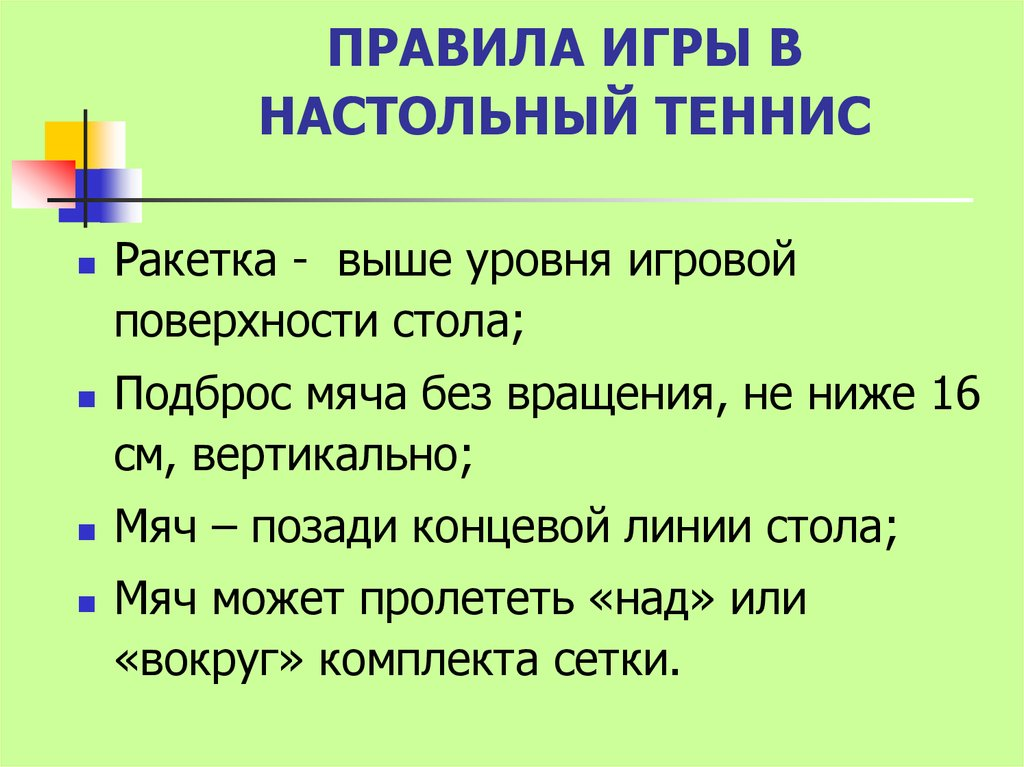 ПРАВИЛА ИГРЫ В
НАСТОЛЬНЫЙ ТЕННИС
Ракетка -  выше уровня игровой
поверхности стола;
Подброс мяча без вращения, не ниже 16
см, вертикально;
Мяч – позади концевой линии стола;
Мяч может пролететь «над» или
«вокруг» комплекта сетки.